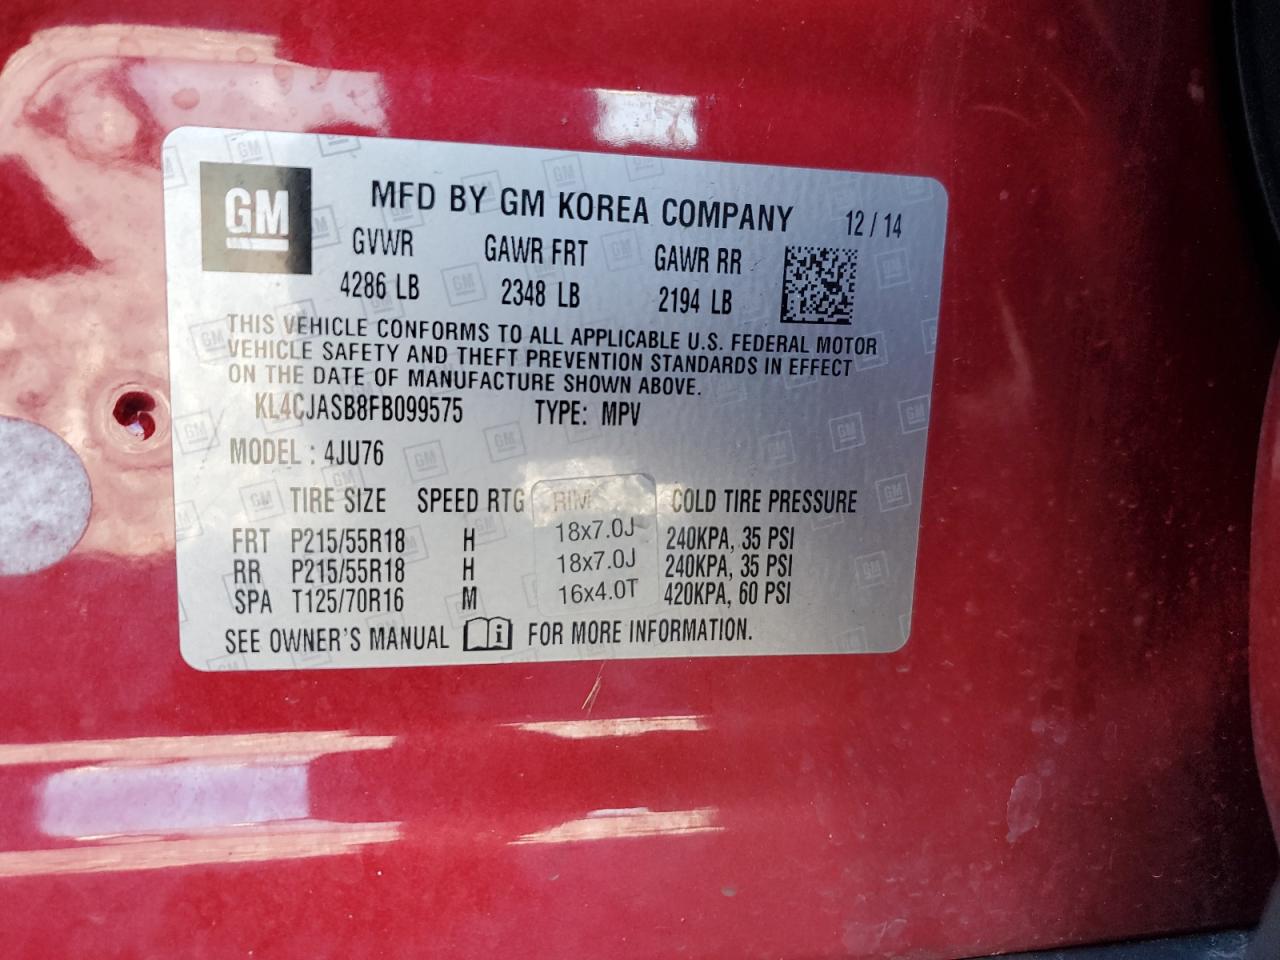 GM
MFD BY GM KOREA COMPANY 12 / 14
GVWR GAWR FRT GAWR RR
4286 LB 2348 LB 2194 LB
THIS VEHICLE CONFORMS TO ALL APPLICABLE U.S. FEDERAL MOTOR
VEHICLE SAFETY AND THEFT PREVENTION STANDARDS IN EFFECT
ON THE DATE OF MANUFACTURE SHOWN ABOVE.
KL4CJASB8FB099575 TYPE: MPV
MODEL : 4JU76
TIRE SIZE SPEED RTG RIM COLD TIRE PRESSURE
FRT P215/55R18 H 18x7.0J 240KPA, 35 PSI
RR P215/55R18 H 18x7.0J 240KPA, 35 PSI
SPA T125/70R16 M 16x4.0T 420KPA, 60 PSI
SEE OWNER'S MANUAL i FOR MORE INFORMATION.